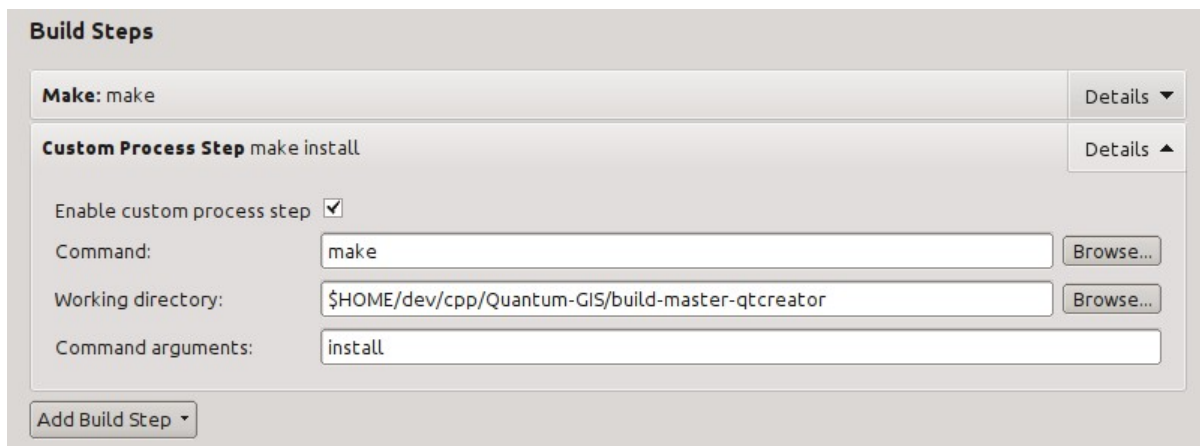 Build Steps
Make: make Details
Custom Process Step make install Details
Enable custom process step
Command: make Browse...
Working directory: $HOME/dev/cpp/Quantum-GIS/build-master-qtcreator Browse...
Command arguments: install
Add Build Step